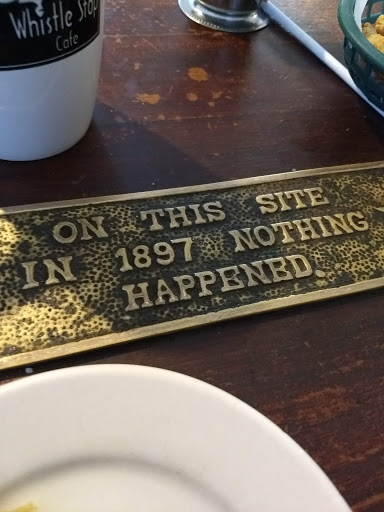 Whistle Stop
Cafe
ON THIS SITE
IN 1897 NOTHING
HAPPENED.